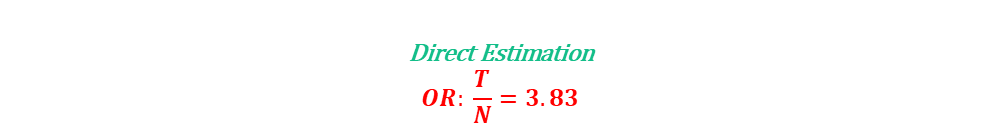 Direct Estimation
OR: T/N = 3.83